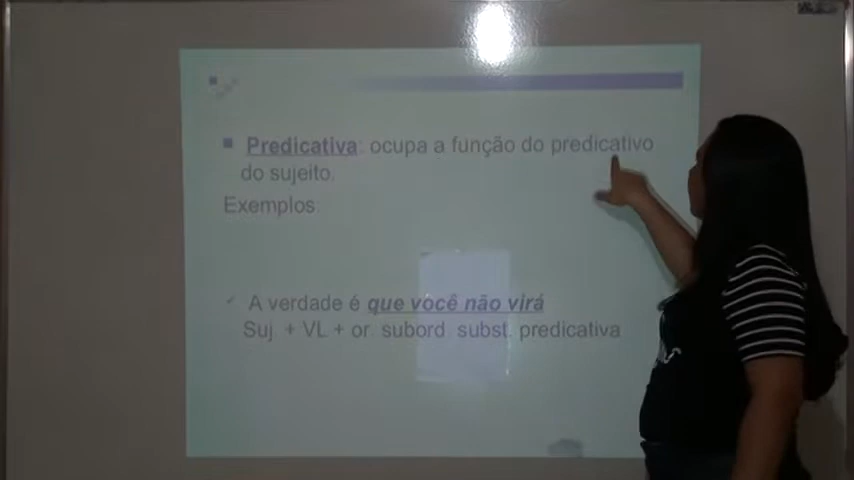 Predicativa: ocupa a função do predicativo
do sujeito.
Exemplos:
A verdade é que você não virá
Suj. + VL + or. subord. subst. predicativa